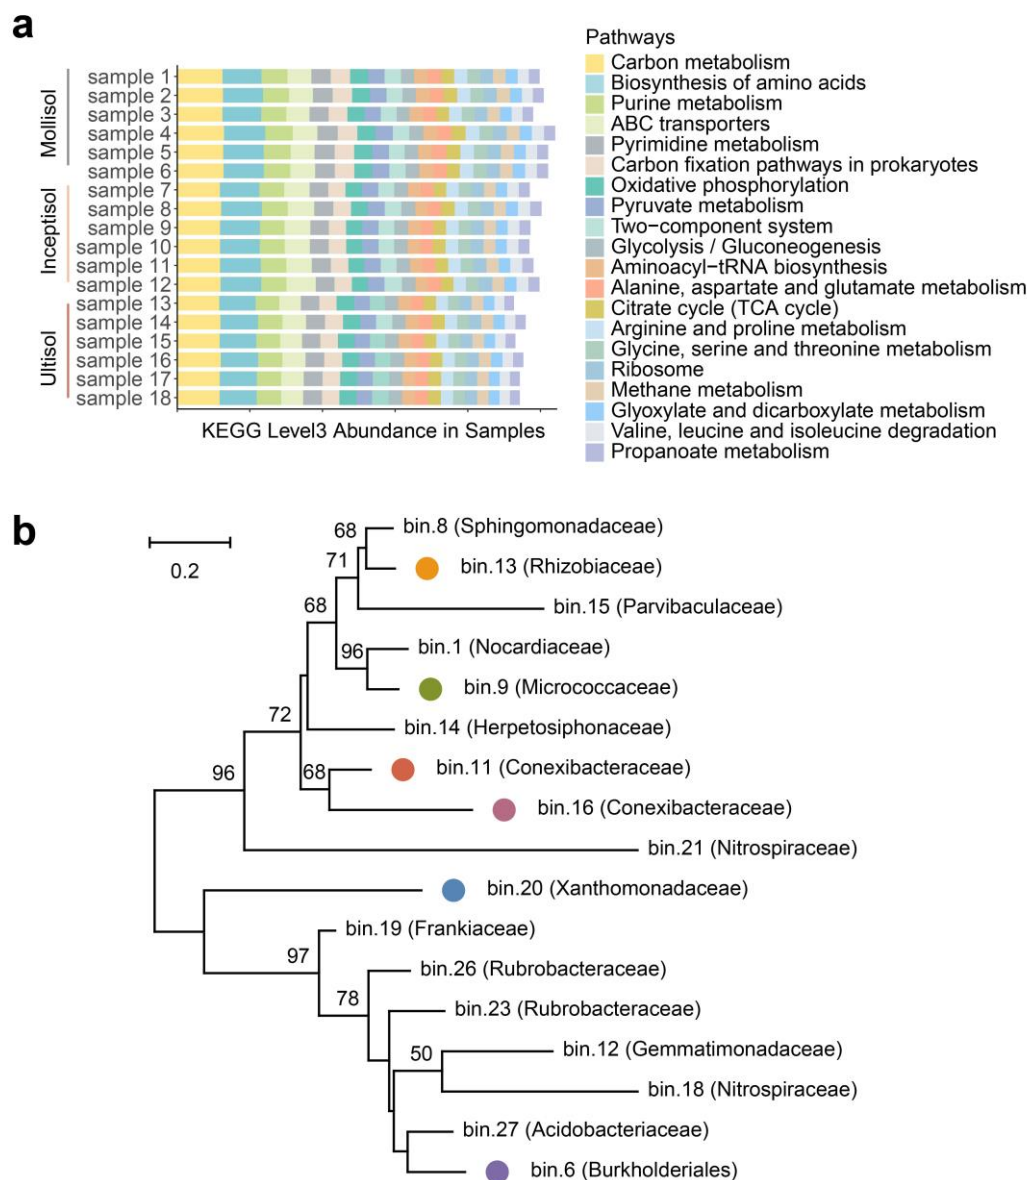 a
Mollisol
Inceptisol
Ultisol
sample 1
sample 2
sample 3
sample 4
sample 5
sample 6
sample 7
sample 8
sample 9
sample 10
sample 11
sample 12
sample 13
sample 14
sample 15
sample 16
sample 17
sample 18
KEGG Level3 Abundance in Samples
Pathways
Carbon metabolism
Biosynthesis of amino acids
Purine metabolism
ABC transporters
Pyrimidine metabolism
Carbon fixation pathways in prokaryotes
Oxidative phosphorylation
Pyruvate metabolism
Two−component system
Glycolysis / Gluconeogenesis
Aminoacyl−tRNA biosynthesis
Alanine, aspartate and glutamate metabolism
Citrate cycle (TCA cycle)
Arginine and proline metabolism
Glycine, serine and threonine metabolism
Ribosome
Methane metabolism
Glyoxylate and dicarboxylate metabolism
Valine, leucine and isoleucine degradation
Propanoate metabolism
b
0.2
68
bin.8 (Sphingomonadaceae)
71
bin.13 (Rhizobiaceae)
68
bin.15 (Parvibaculaceae)
96
bin.1 (Nocardiaceae)
bin.9 (Micrococcaceae)
72
bin.14 (Herpetosiphonaceae)
96
68
bin.11 (Conexibacteraceae)
bin.16 (Conexibacteraceae)
bin.21 (Nitrospiraceae)
bin.20 (Xanthomonadaceae)
bin.19 (Frankiaceae)
97
bin.26 (Rubrobacteraceae)
78
bin.23 (Rubrobacteraceae)
50
bin.12 (Gemmatimonadaceae)
bin.18 (Nitrospiraceae)
bin.27 (Acidobacteriaceae)
bin.6 (Burkholderiales)